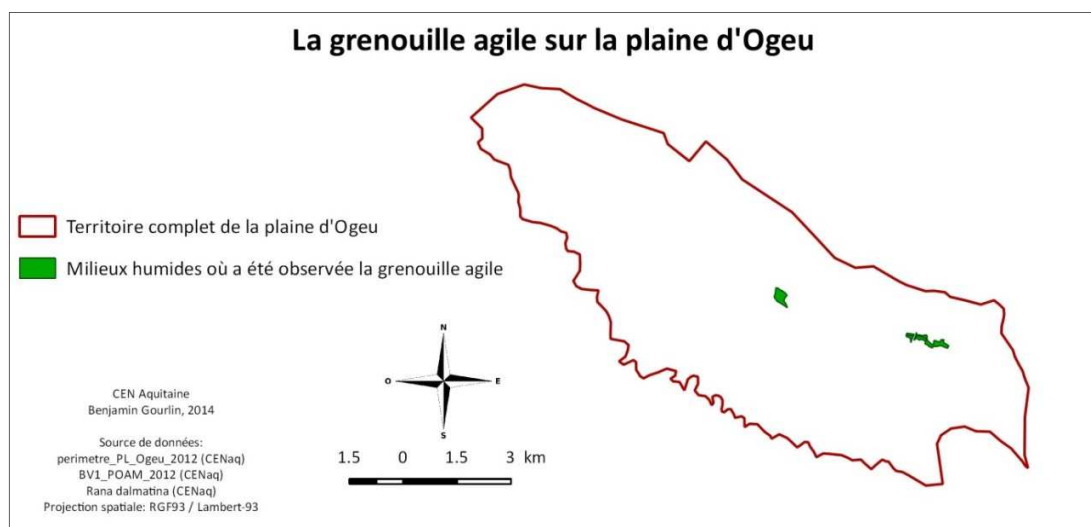 La grenouille agile sur la plaine d'Ogeu
Territoire complet de la plaine d'Ogeu
Milieux humides où a été observée la grenouille agile
N
O
E
S
CEN Aquitaine
Benjamin Gourlin, 2014
Source de données:
perimetre_PL_Ogeu_2012 (CENaq)
BV1_POAM_2012 (CENaq)
Rana dalmatina (CENaq)
Projection spatiale: RGF93 / Lambert-93
1.5 0 1.5 3 km